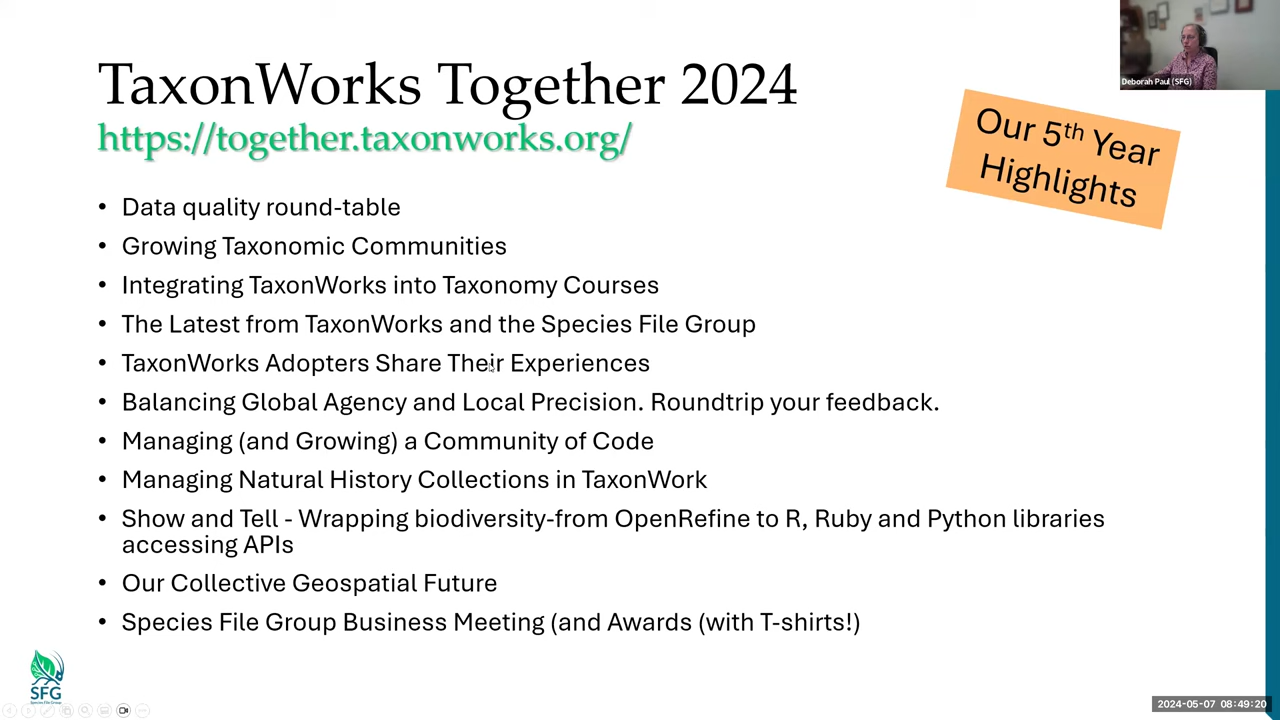 TaxonWorks Together 2024
https://together.taxonworks.org/
Our 5th Year
Highlights
Deborah Paul (SFG)
• Data quality round-table
• Growing Taxonomic Communities
• Integrating TaxonWorks into Taxonomy Courses
• The Latest from TaxonWorks and the Species File Group
• TaxonWorks Adopters Share Their Experiences
• Balancing Global Agency and Local Precision. Roundtrip your feedback.
• Managing (and Growing) a Community of Code
• Managing Natural History Collections in TaxonWork
• Show and Tell - Wrapping biodiversity-from OpenRefine to R, Ruby and Python libraries
accessing APIs
• Our Collective Geospatial Future
• Species File Group Business Meeting (and Awards (with T-shirts!)
SFG
Species File Group
2024-05-07 08:49:20